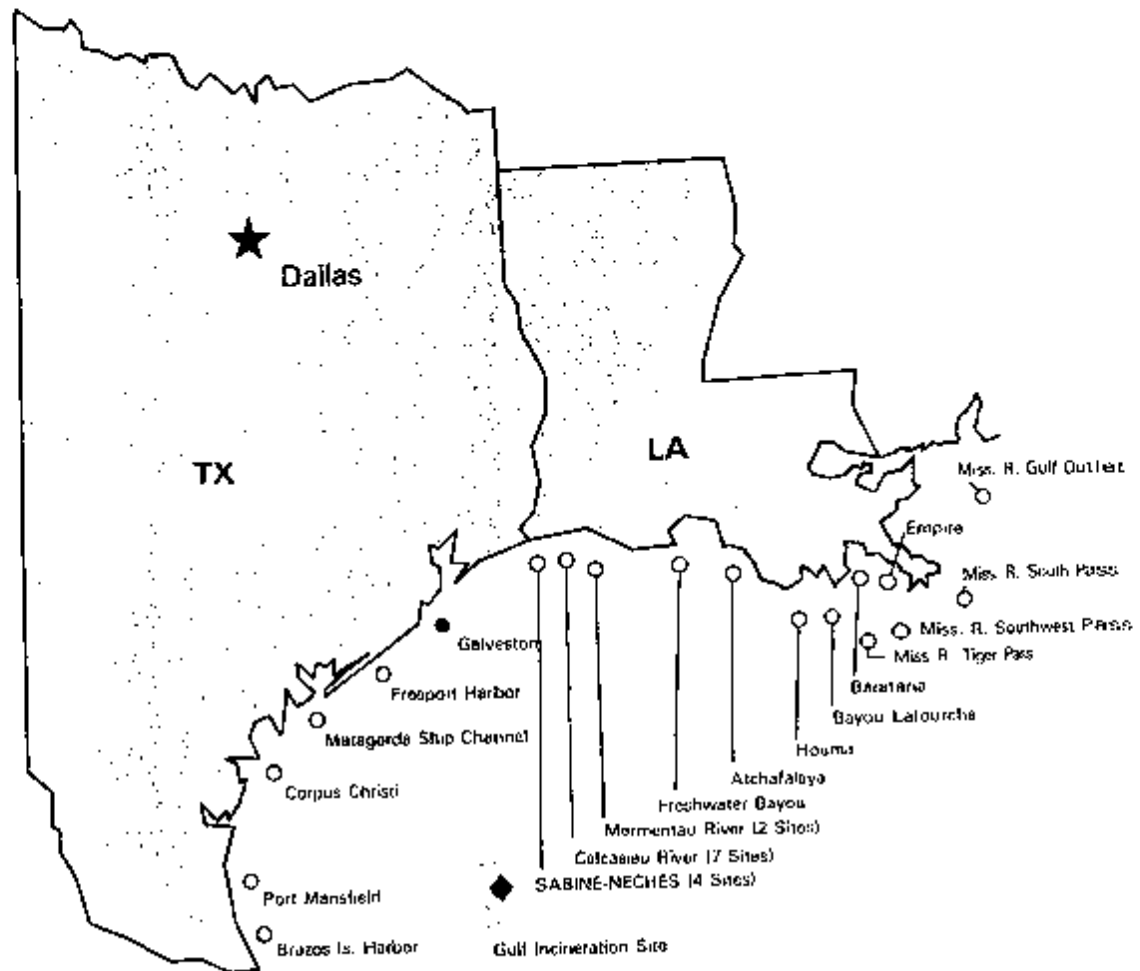 Dallas
TX
LA
Miss. R. Gulf Outlet
Empire
Miss. R. South Pass
Miss. R. Southwest Pass
Miss R. Tiger Pass
Barataria
Bayou Lafourche
Houma
Atchafalaya
Freshwater Bayou
Mermentau River (2 Sites)
Calcasieu River (7 Sites)
SABINE-NECHES (4 Sites)
Galveston
Freeport Harbor
Matagorda Ship Channel
Corpus Christi
Port Mansfield
Brazos Is. Harbor
Gulf Incineration Site